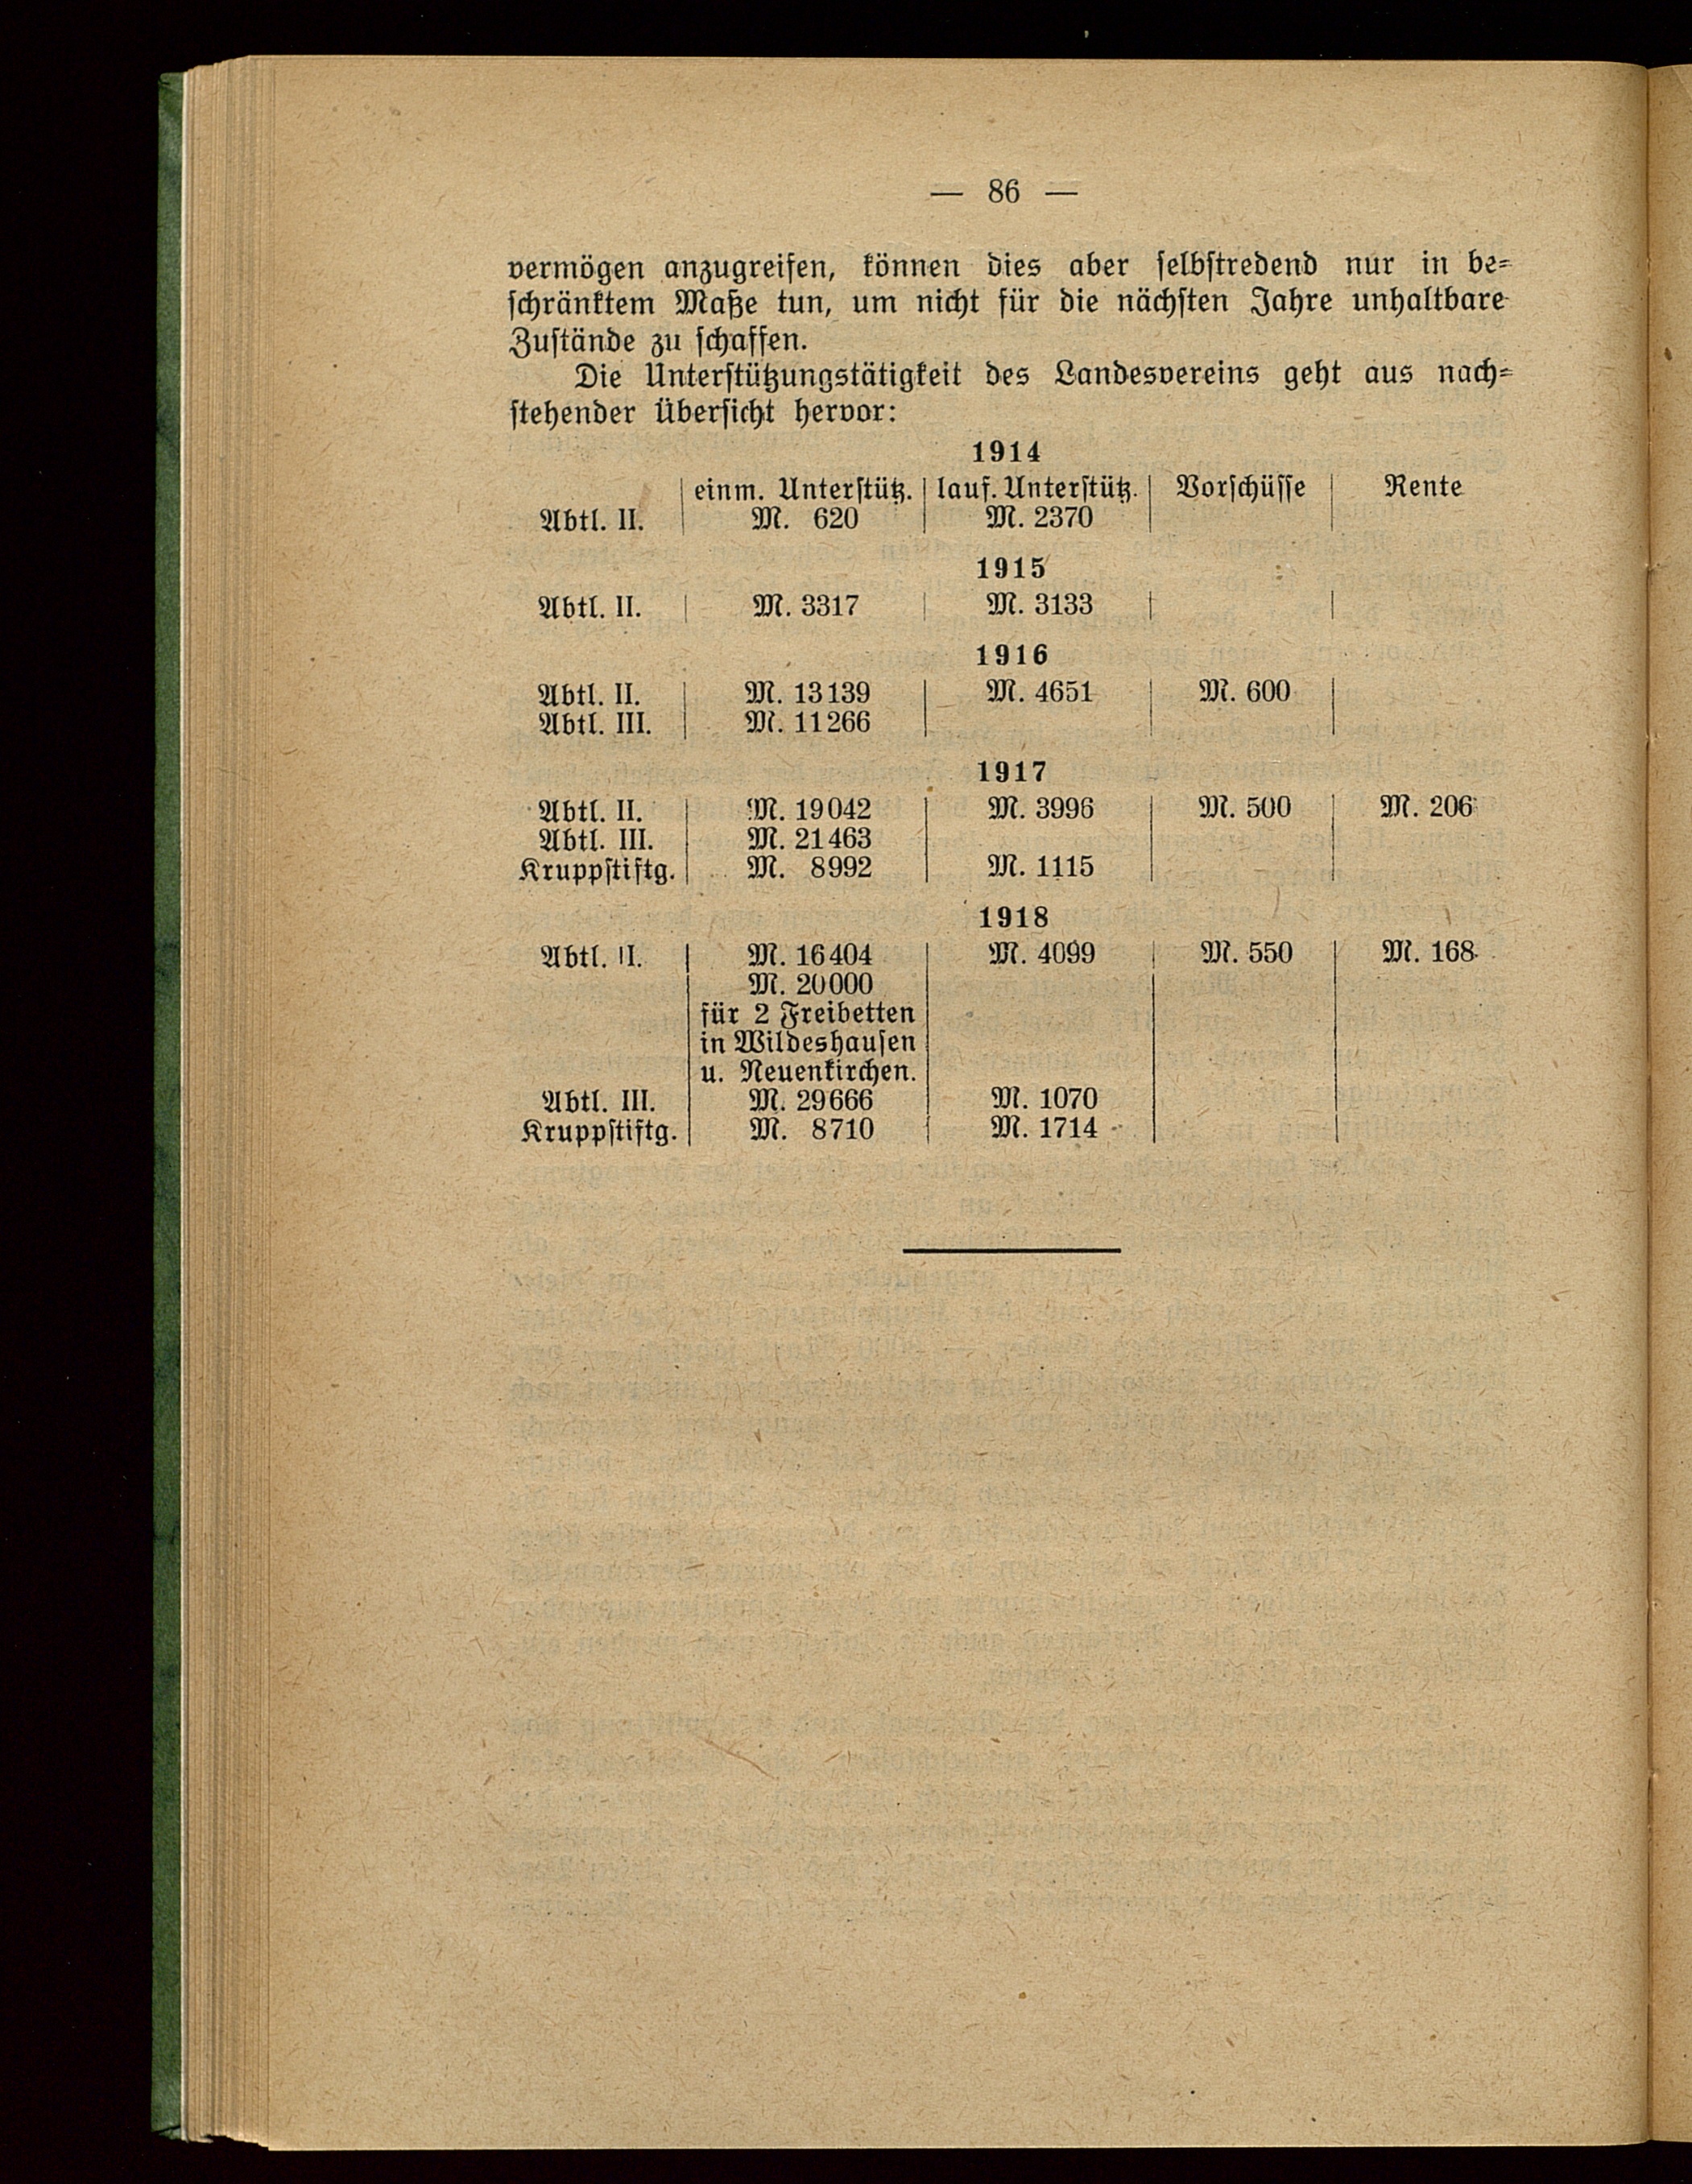 — 86 —
vermögen anzugreifen, können dies aber selbstredend nur in be=
schränktem Maße tun, um nicht für die nächsten Jahre unhaltbare
Zustände zu schaffen.
Die Unterstützungstätigkeit des Landesvereins geht aus nach=
stehender Übersicht hervor:
1914
einm. Unterstütz. lauf. Unterstütz. Vorschüsse Rente
Abtl. II. M. 620 M. 2370
1915
Abtl. II. M. 3317 M. 3133
1916
Abtl. II. M. 13139 M. 4651 M. 600
Abtl. III. M. 11266
1917
Abtl. II. M. 19042 M. 3996 M. 500 M. 206
Abtl. III. M. 21463
Kruppstiftg. M. 8992 M. 1115
1918
Abtl. II. M. 16404 M. 4099 M. 550 M. 168
M. 20000
für 2 Freibetten
in Wildeshausen
u. Neuenkirchen.
Abtl. III. M. 29666 M. 1070
Kruppstiftg. M. 8710 M. 1714